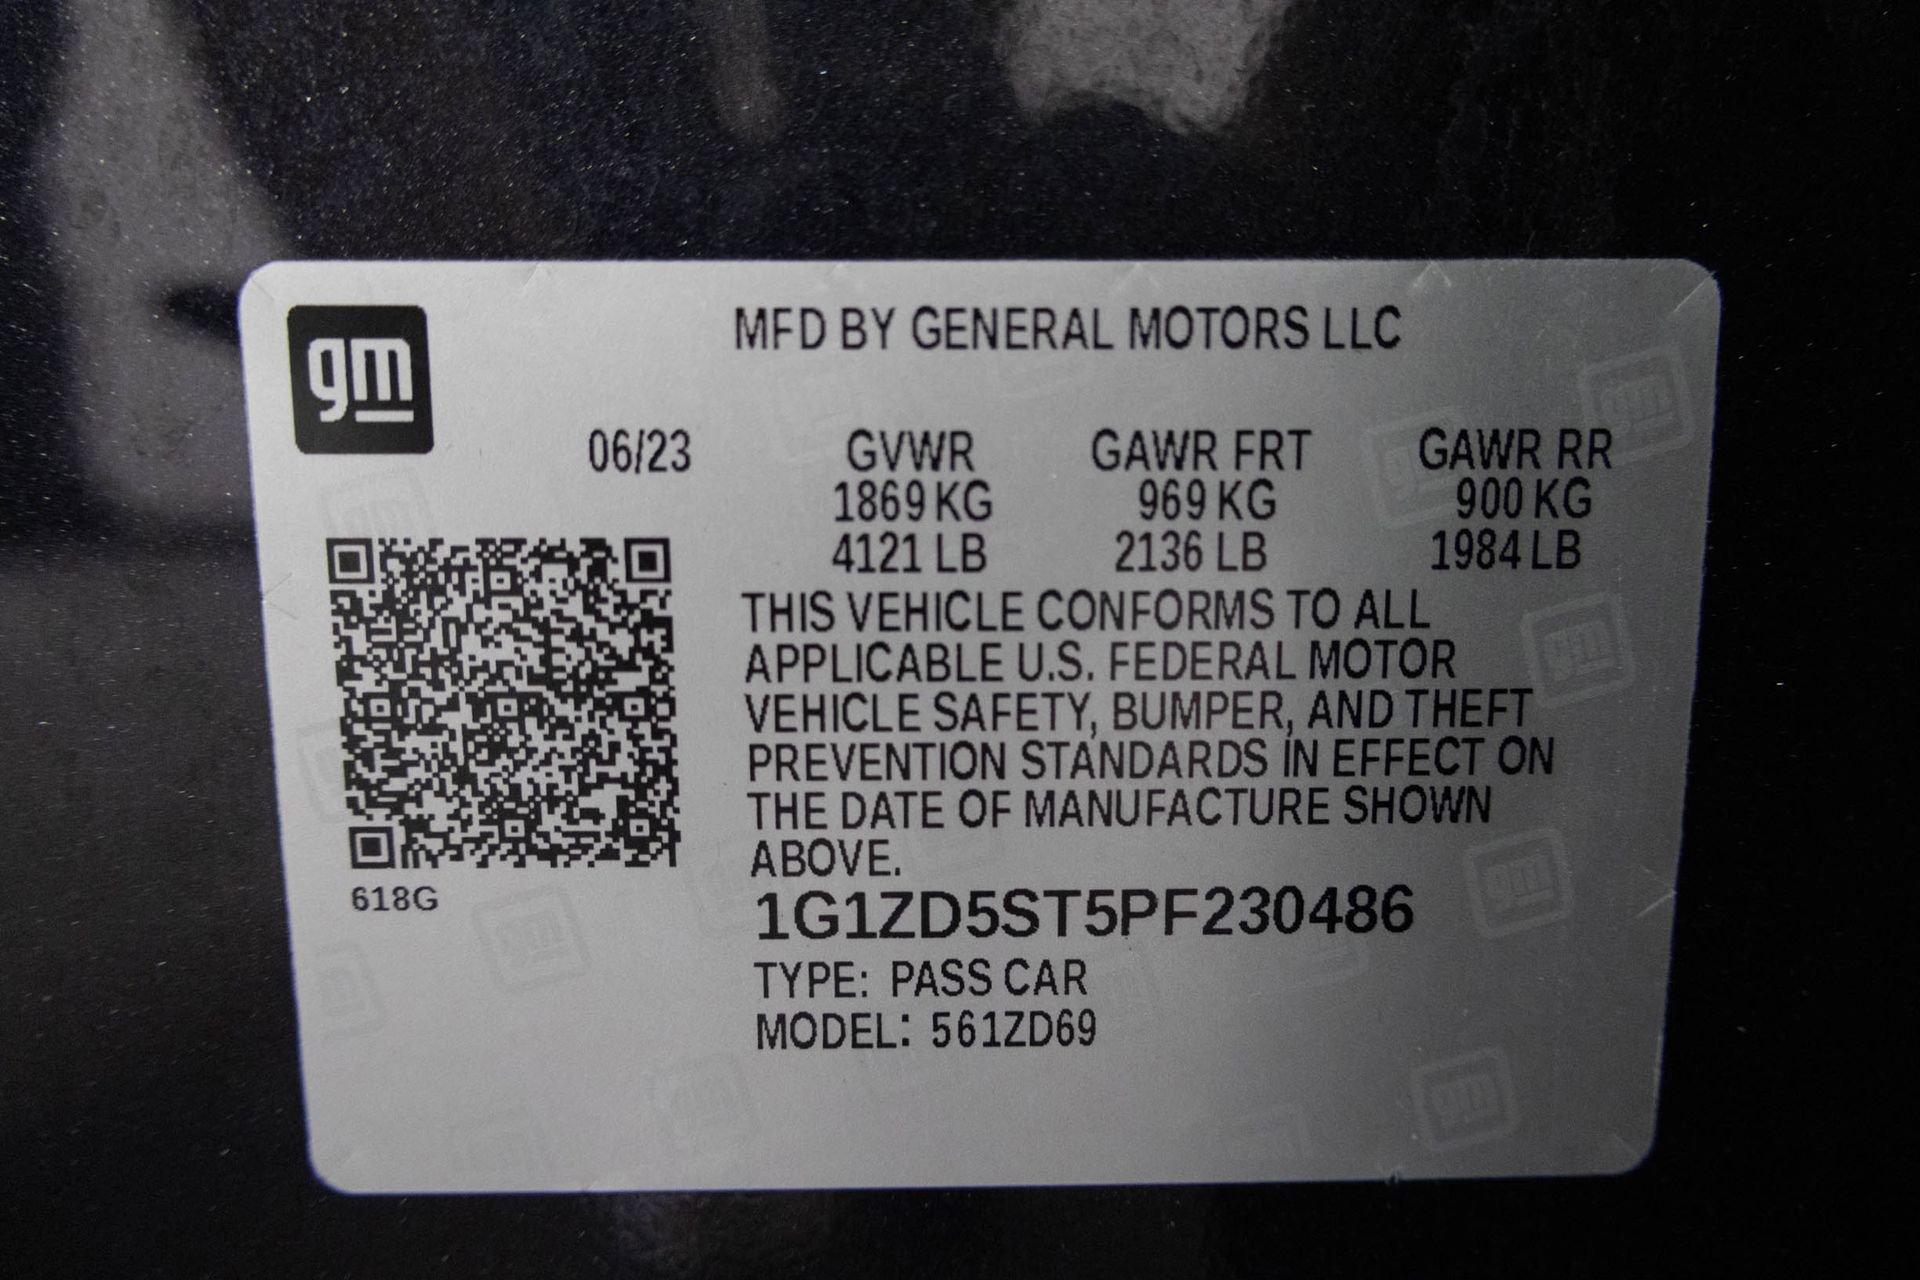 gm
MFD BY GENERAL MOTORS LLC
06/23 GVWR GAWR FRT GAWR RR
1869 KG 969 KG 900 KG
4121 LB 2136 LB 1984 LB
THIS VEHICLE CONFORMS TO ALL
APPLICABLE U.S. FEDERAL MOTOR
VEHICLE SAFETY, BUMPER, AND THEFT
PREVENTION STANDARDS IN EFFECT ON
THE DATE OF MANUFACTURE SHOWN
ABOVE.
618G
1G1ZD5ST5PF230486
TYPE: PASS CAR
MODEL: 561ZD69